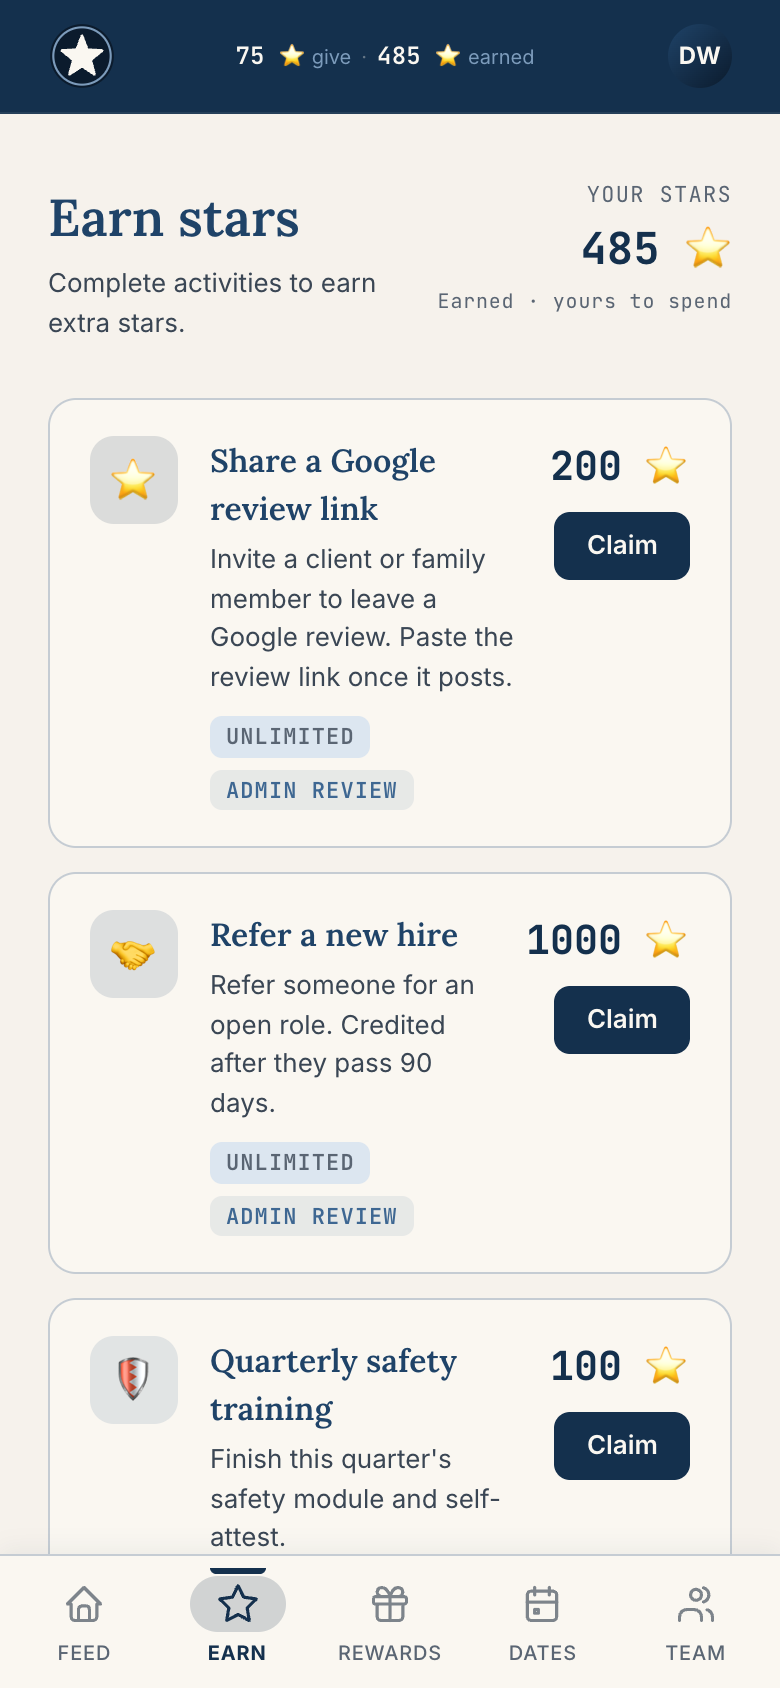 75 ⭐ give · 485 ⭐ earned
DW
Earn stars
Complete activities to earn
extra stars.
YOUR STARS
485 ⭐
Earned · yours to spend
Share a Google
review link
Invite a client or family
member to leave a
Google review. Paste the
review link once it posts.
UNLIMITED
ADMIN REVIEW
200 ⭐
Claim
Refer a new hire
Refer someone for an
open role. Credited
after they pass 90
days.
UNLIMITED
ADMIN REVIEW
1000 ⭐
Claim
Quarterly safety
training
Finish this quarter's
safety module and self-
attest.
100 ⭐
Claim
FEED
EARN
REWARDS
DATES
TEAM